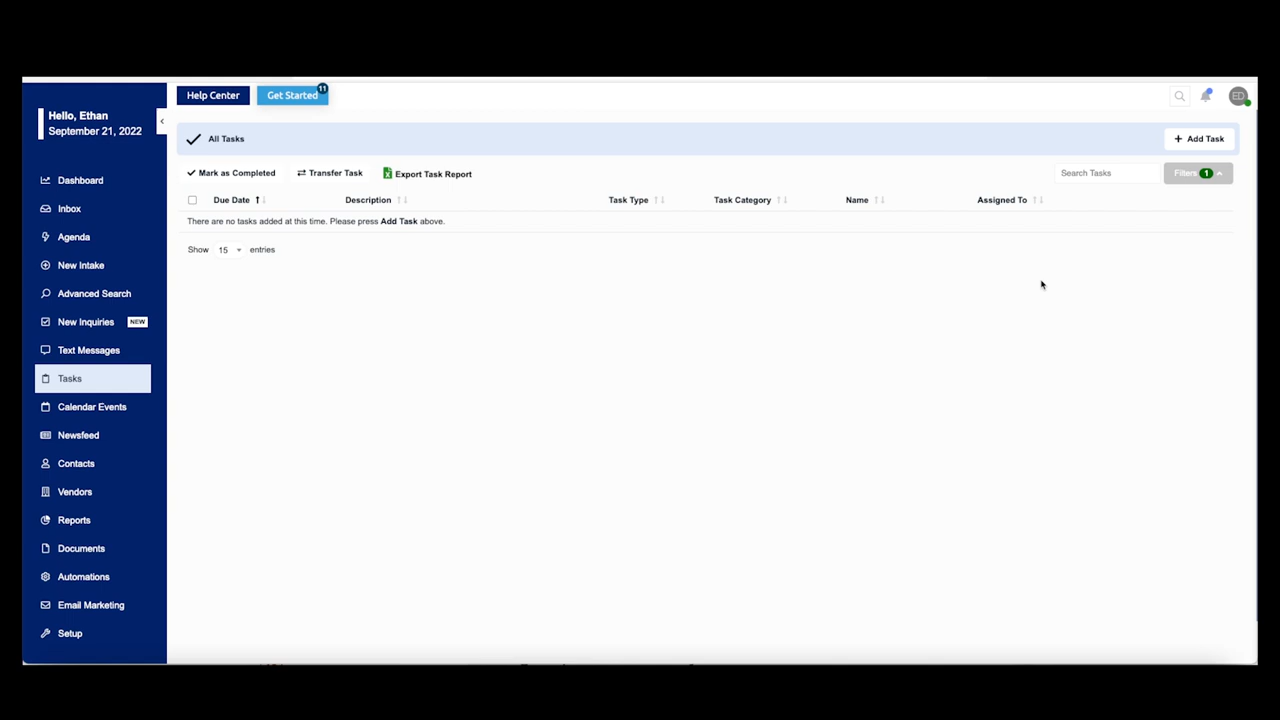 Hello, Ethan
September 21, 2022
Help Center
Get Started
11
ED
All Tasks
+ Add Task
Mark as Completed
Transfer Task
Export Task Report
Search Tasks
Filters 1
Due Date
Description
Task Type
Task Category
Name
Assigned To
There are no tasks added at this time. Please press Add Task above.
Show 15 entries
Dashboard
Inbox
Agenda
New Intake
Advanced Search
New Inquiries NEW
Text Messages
Tasks
Calendar Events
Newsfeed
Contacts
Vendors
Reports
Documents
Automations
Email Marketing
Setup